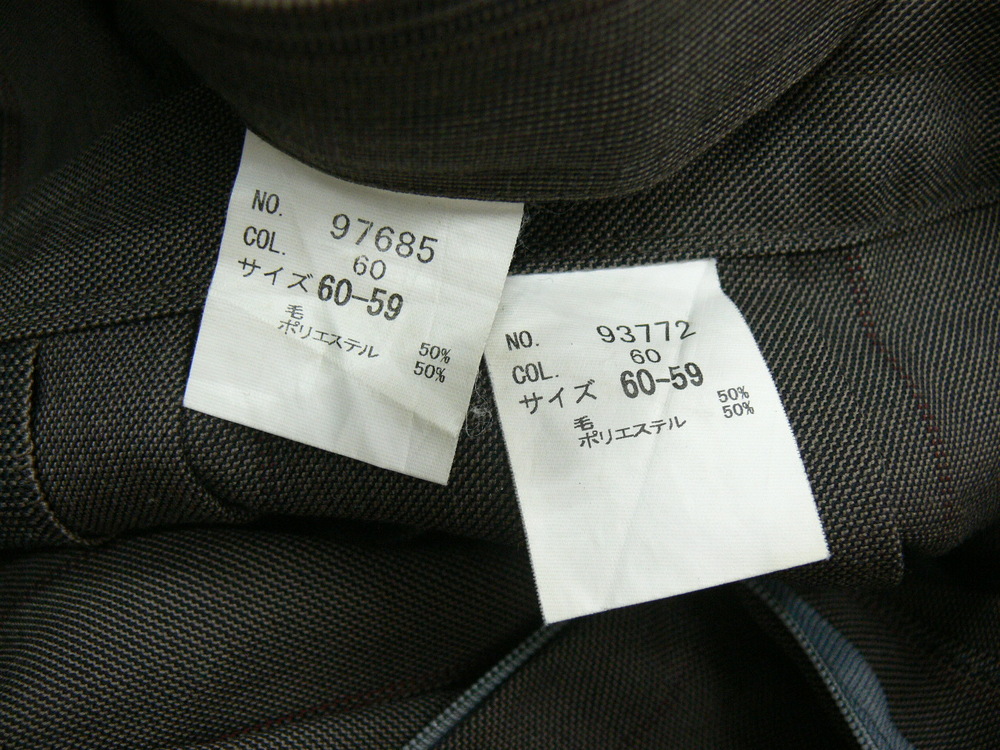 NO. 97685
COL. 60
サイズ 60-59
毛 50%
ポリエステル 50%
NO. 93772
COL. 60
サイズ 60-59
毛 50%
ポリエステル 50%